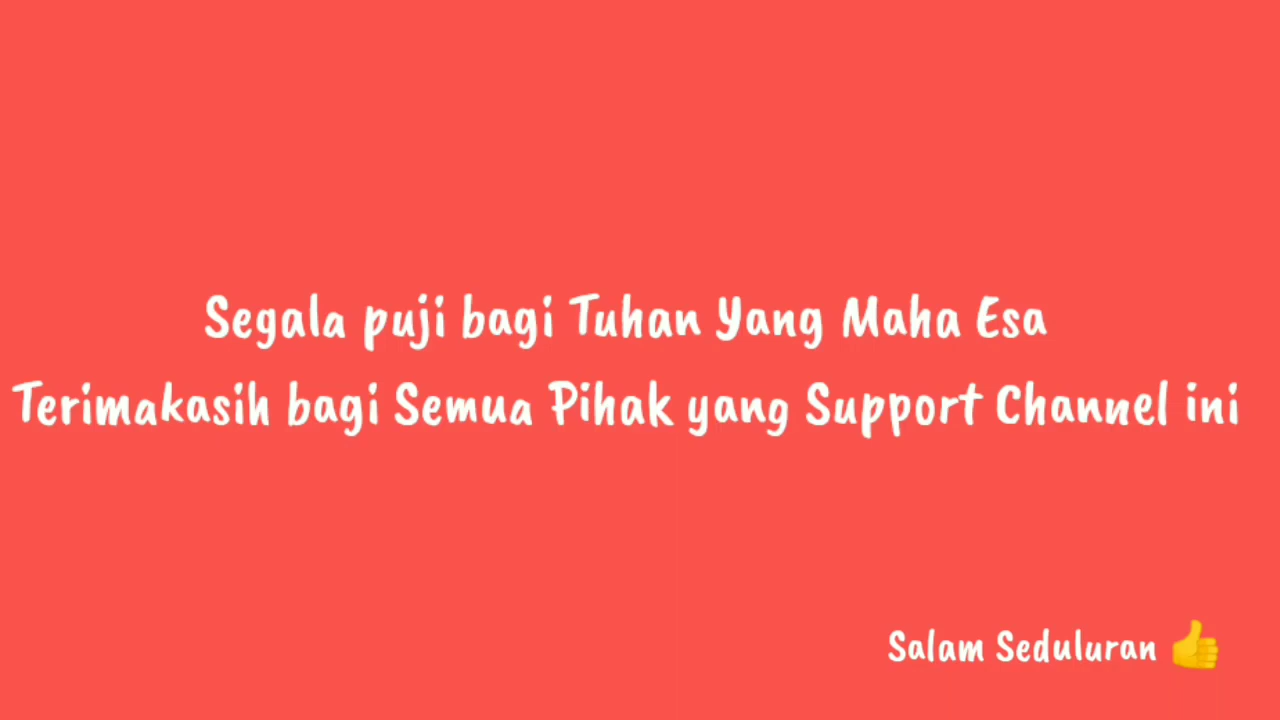 Segala puji bagi Tuhan Yang Maha Esa
Terimakasih bagi Semua Pihak yang Support Channel ini
Salam Seduluran 👍